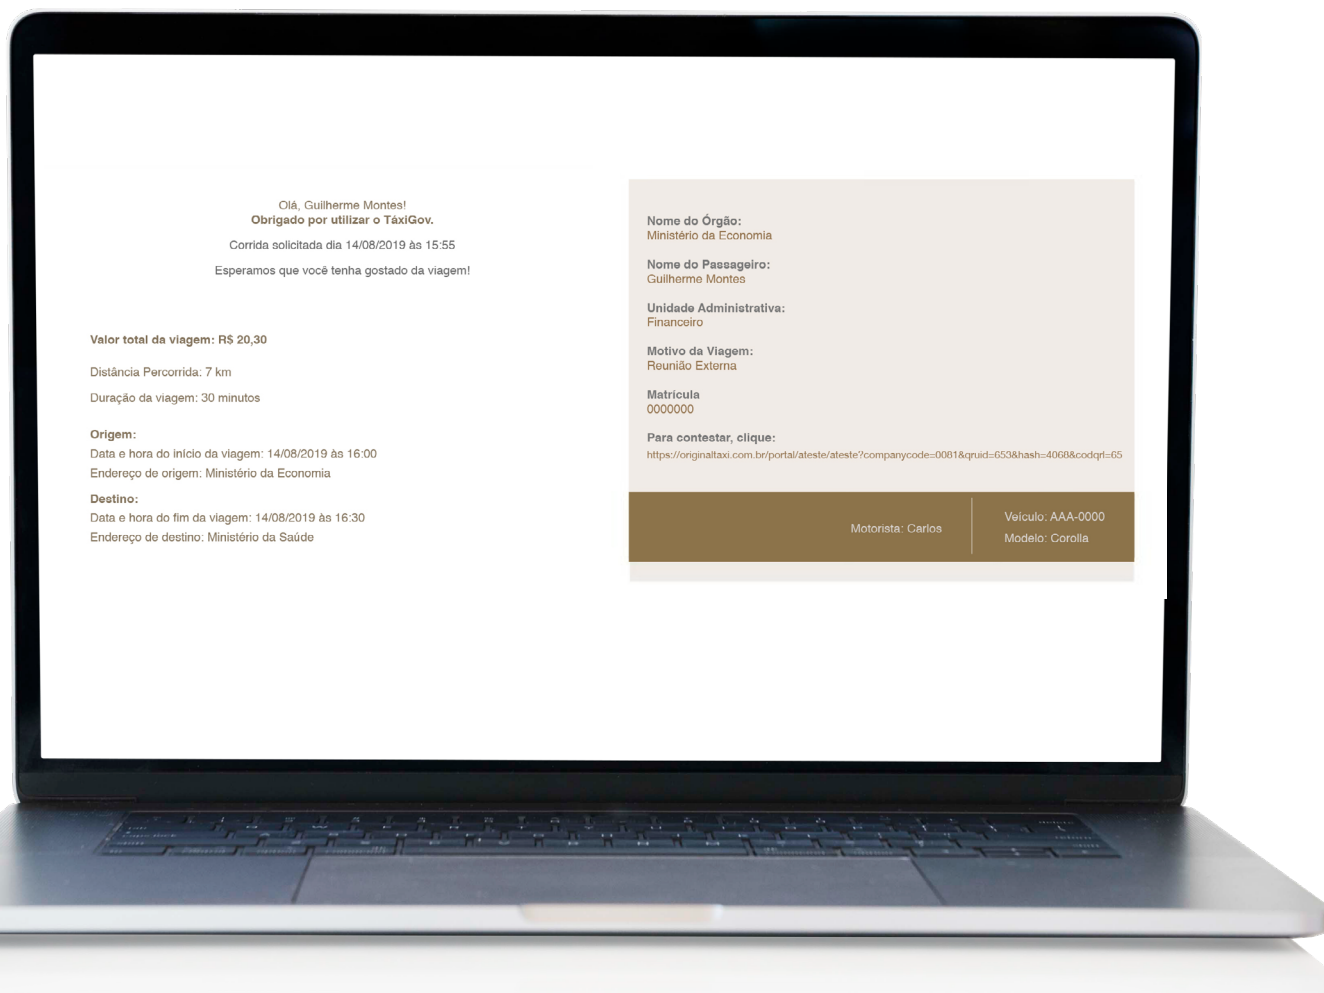 Olá, Guilherme Montes!
Obrigado por utilizar o TáxiGov.
Corrida solicitada dia 14/08/2019 às 15:55
Esperamos que você tenha gostado da viagem!
Valor total da viagem: R$ 20,30
Distância Percorrida: 7 km
Duração da viagem: 30 minutos
Origem:
Data e hora do início da viagem: 14/08/2019 às 16:00
Endereço de origem: Ministério da Economia
Destino:
Data e hora do fim da viagem: 14/08/2019 às 16:30
Endereço de destino: Ministério da Saúde
Nome do Órgão:
Ministério da Economia
Nome do Passageiro:
Guilherme Montes
Unidade Administrativa:
Financeiro
Motivo da Viagem:
Reunião Externa
Matrícula
0000000
Para contestar, clique:
https://originaltaxi.com.br/portal/ateste/ateste?companycode=0081&qruid=653&hash=4068&codqrl=65
Motorista: Carlos
Veículo: AAA-0000
Modelo: Corolla